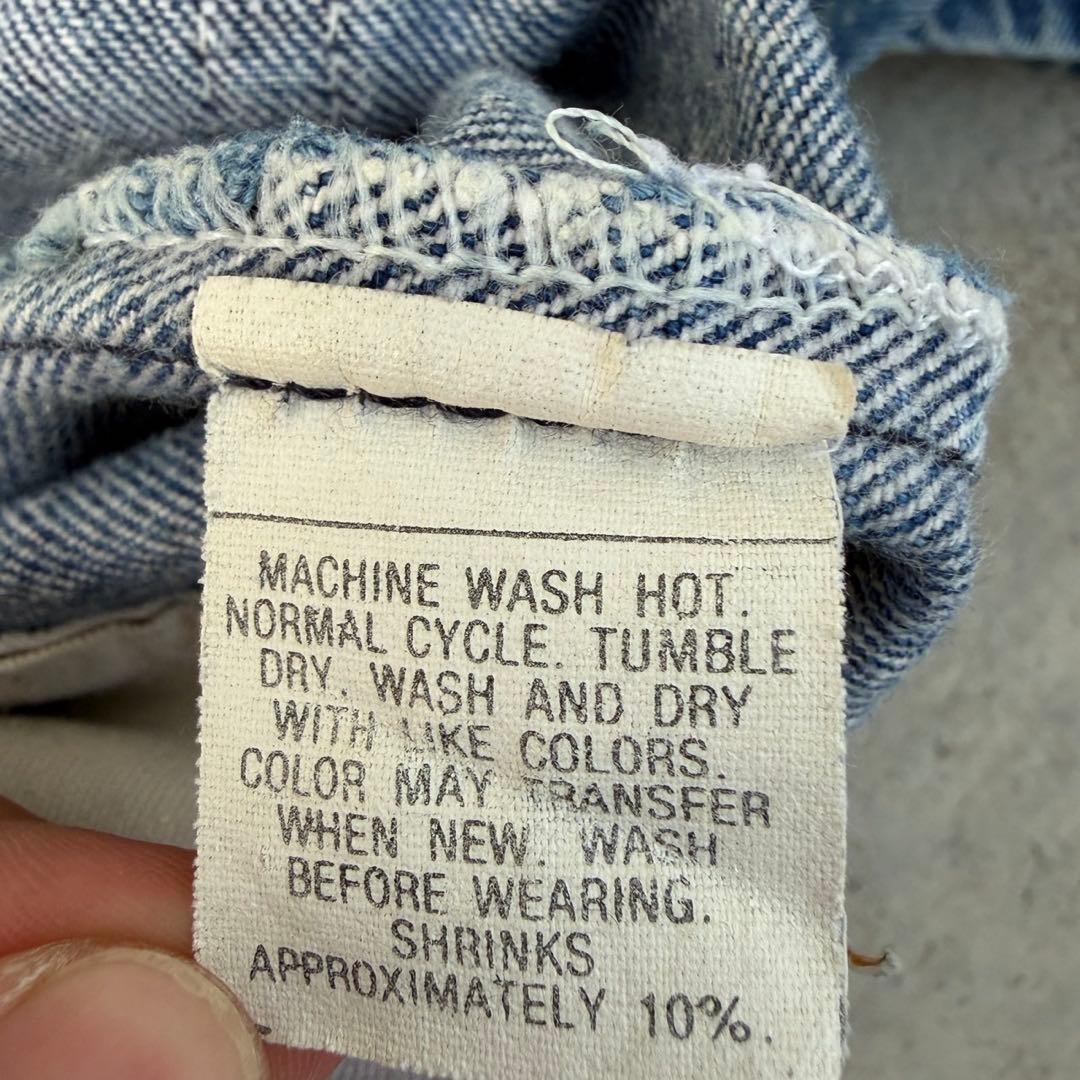 MACHINE WASH HOT.
NORMAL CYCLE. TUMBLE
DRY. WASH AND DRY
WITH LIKE COLORS.
COLOR MAY TRANSFER
WHEN NEW. WASH
BEFORE WEARING.
SHRINKS
APPROXIMATELY 10%.